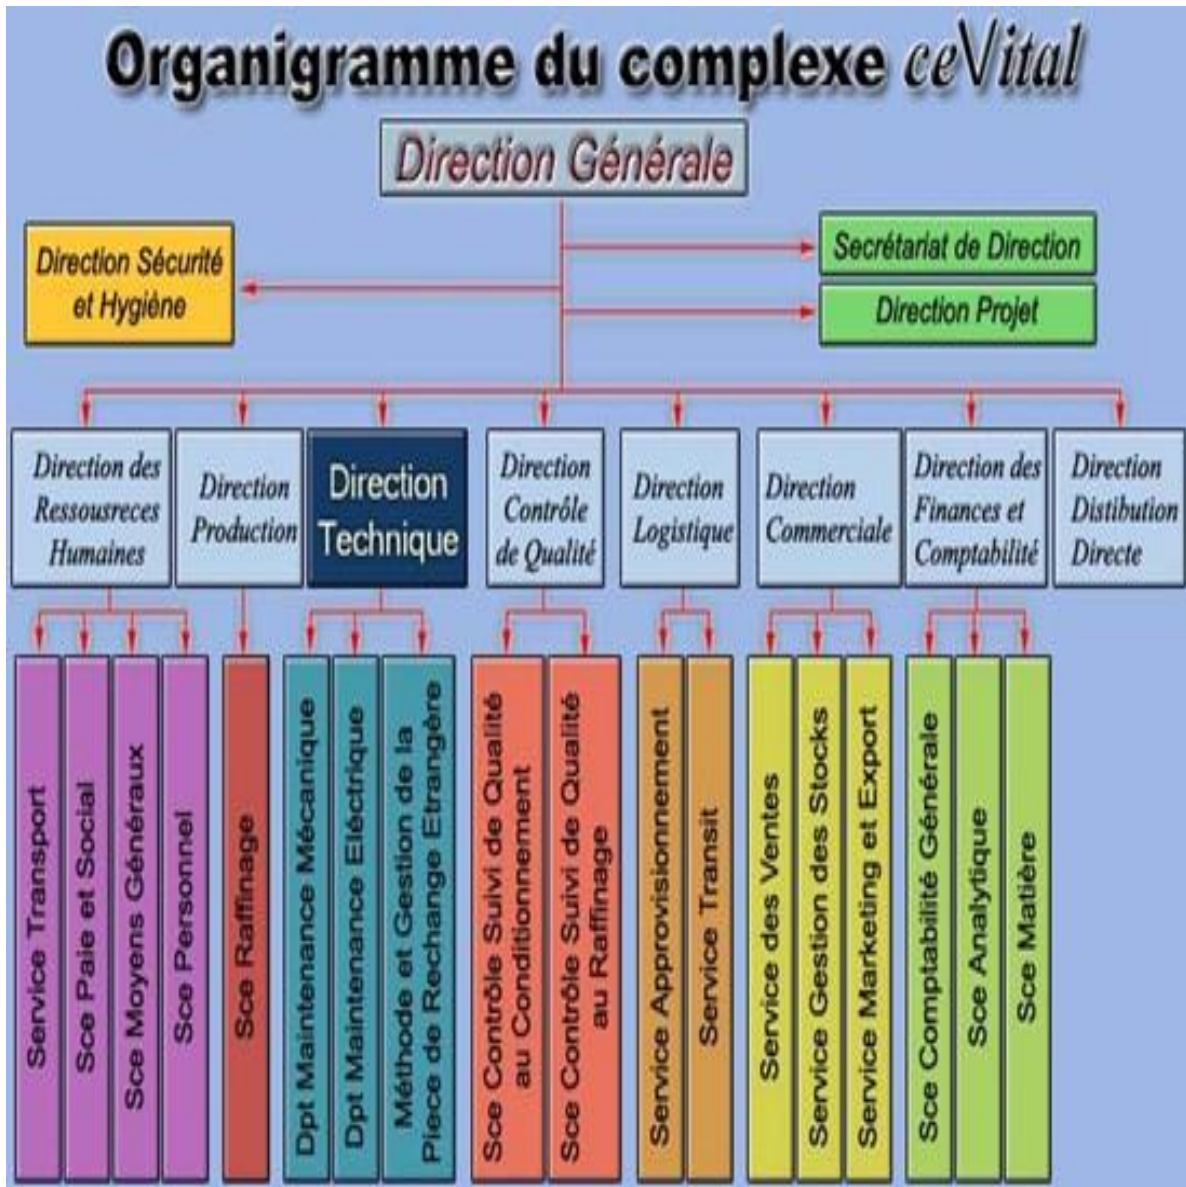 Organigramme du complexe ceVital
Direction Générale
Direction Sécurité
et Hygiène
Secrétariat de Direction
Direction Projet
Direction des
Ressousreces
Humaines
Direction
Production
Direction
Technique
Direction
Contrôle
de Qualité
Direction
Logistique
Direction
Commerciale
Direction des
Finances et
Comptabilité
Direction
Distibution
Directe
Service Transport
Sce Paie et Social
Sce Moyens Généraux
Sce Personnel
Sce Raffinage
Dpt Maintenance Mécanique
Dpt Maintenance Eléctrique
Méthode et Gestion de la
Piece de Rechange Etrangère
Sce Contrôle Suivi de Qualité
au Conditionnement
Sce Contrôle Suivi de Qualité
au Raffinage
Service Approvisionnement
Service Transit
Service des Ventes
Service Gestion des Stocks
Service Marketing et Export
Sce Comptabilité Générale
Sce Analytique
Sce Matière